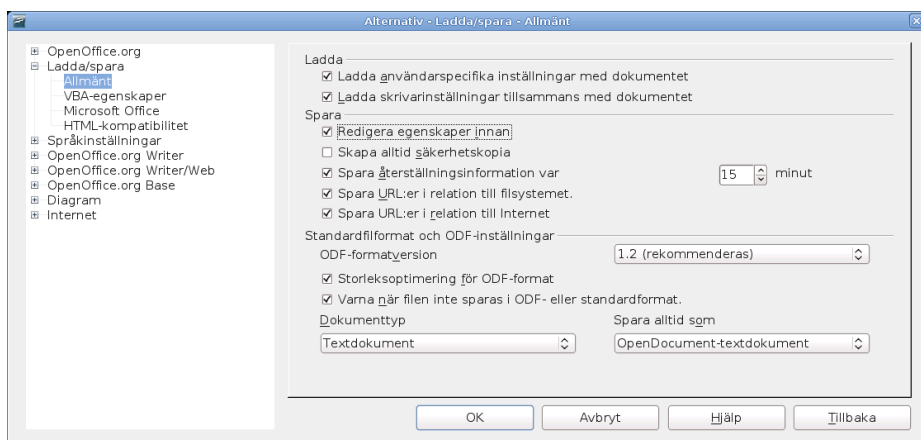 Alternativ - Ladda/spara - Allmänt
OpenOffice.org
Ladda/spara
Allmänt
VBA-egenskaper
Microsoft Office
HTML-kompatibilitet
Språkinställningar
OpenOffice.org Writer
OpenOffice.org Writer/Web
OpenOffice.org Base
Diagram
Internet
Ladda
Ladda användarspecifika inställningar med dokumentet
Ladda skrivarinställningar tillsammans med dokumentet
Spara
Redigera egenskaper innan
Skapa alltid säkerhetskopia
Spara återställningsinformation var 15 minut
Spara URL:er i relation till filsystemet.
Spara URL:er i relation till Internet
Standardfilformat och ODF-inställningar
ODF-formatversion 1.2 (rekommenderas)
Storleksoptimering för ODF-format
Varna när filen inte sparas i ODF- eller standardformat.
Dokumenttyp Spara alltid som
Textdokument OpenDocument-textdokument
OK Avbryt Hjälp Tillbaka